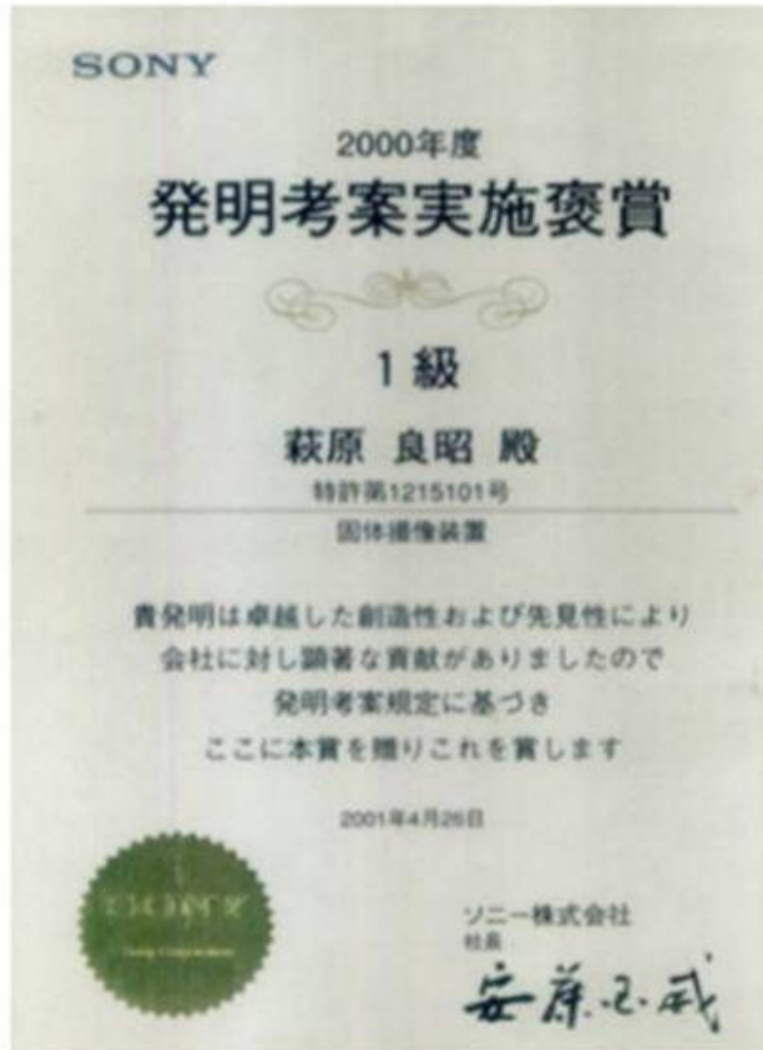 SONY
2000年度
発明考案実施褒賞
1級
萩原 良昭 殿
特許第1215101号
固体撮像装置
貴発明は卓越した創造性および先見性により
会社に対し顕著な貢献がありましたので
発明考案規定に基づき
ここに本賞を贈りこれを賞します
2001年4月26日
SONY
Sony Corporation
ソニー株式会社
社長
安藤国威